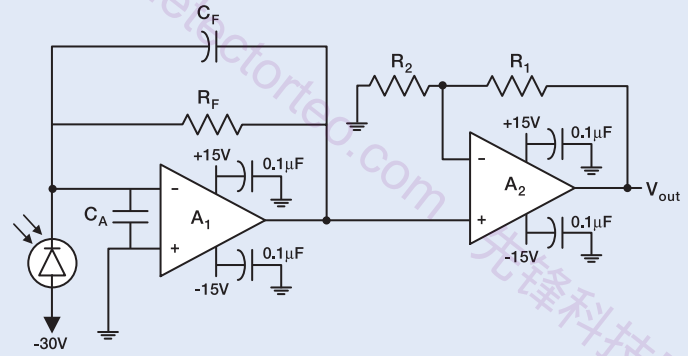 C_F
R_F
R_2
R_1
+15V
0.1µF
+15V
0.1µF
C_A
A_1
A_2
V_out
-15V
0.1µF
-15V
0.1µF
-30V
etectorteo.com 先锋科技